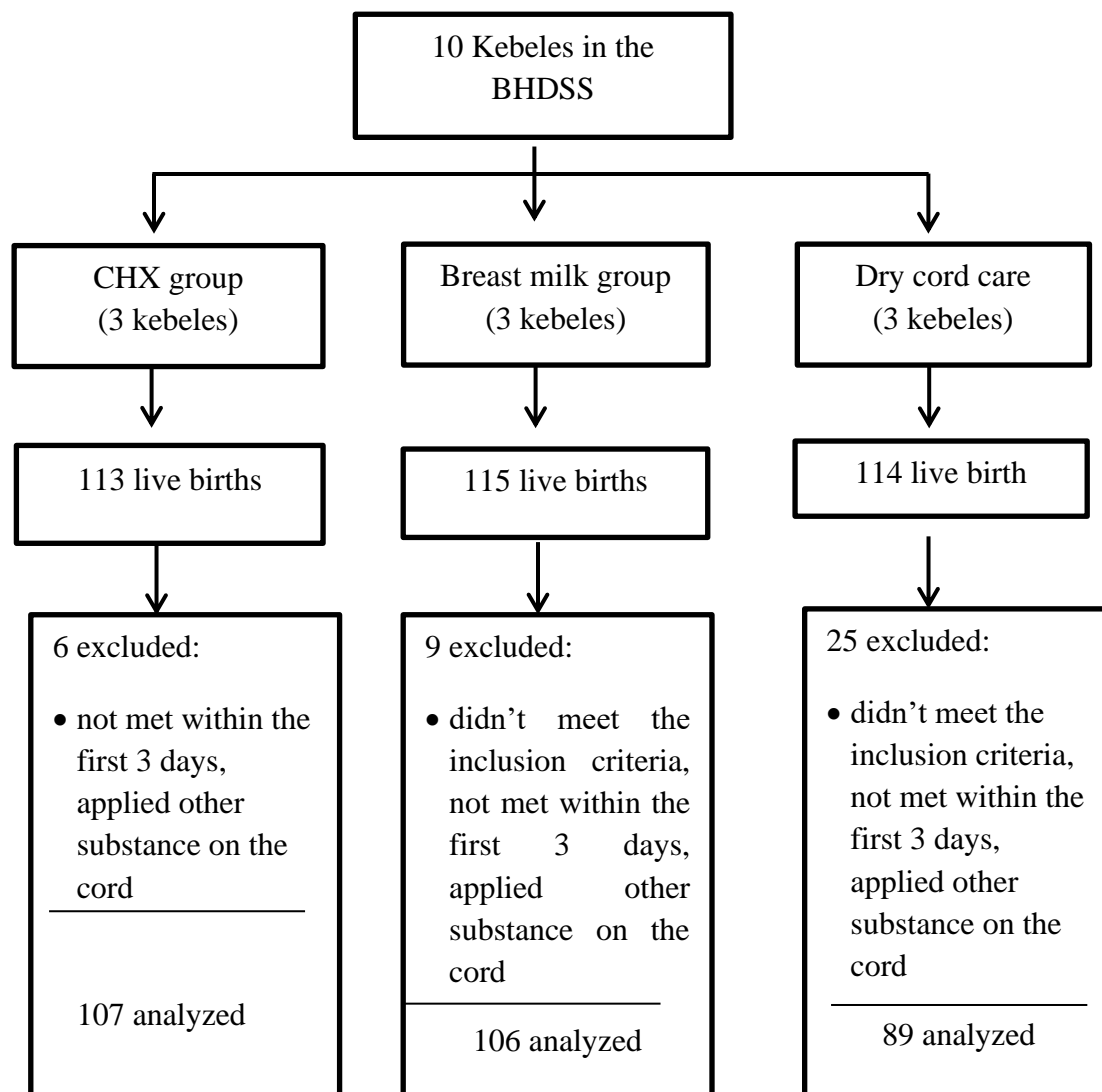 10 Kebeles in the
BHDSS
CHX group
(3 kebeles)
Breast milk group
(3 kebeles)
Dry cord care
(3 kebeles)
113 live births
115 live births
114 live birth
6 excluded:
• not met within the
first 3 days,
applied other
substance on the
cord
107 analyzed
9 excluded:
• didn’t meet the
inclusion criteria,
not met within the
first 3 days,
applied other
substance on the
cord
106 analyzed
25 excluded:
• didn’t meet the
inclusion criteria,
not met within the
first 3 days,
applied other
substance on the
cord
89 analyzed